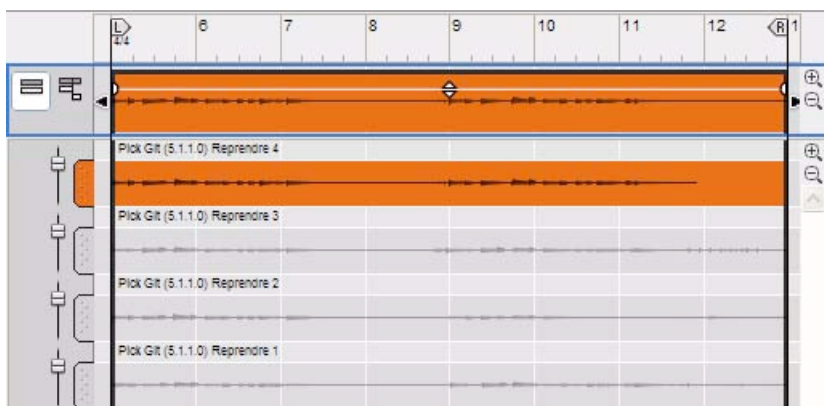 L 6 7 8 9 10 11 12 R 1
4/4
Pick Git (5.1.1.0) Reprendre 4
Pick Git (5.1.1.0) Reprendre 3
Pick Git (5.1.1.0) Reprendre 2
Pick Git (5.1.1.0) Reprendre 1